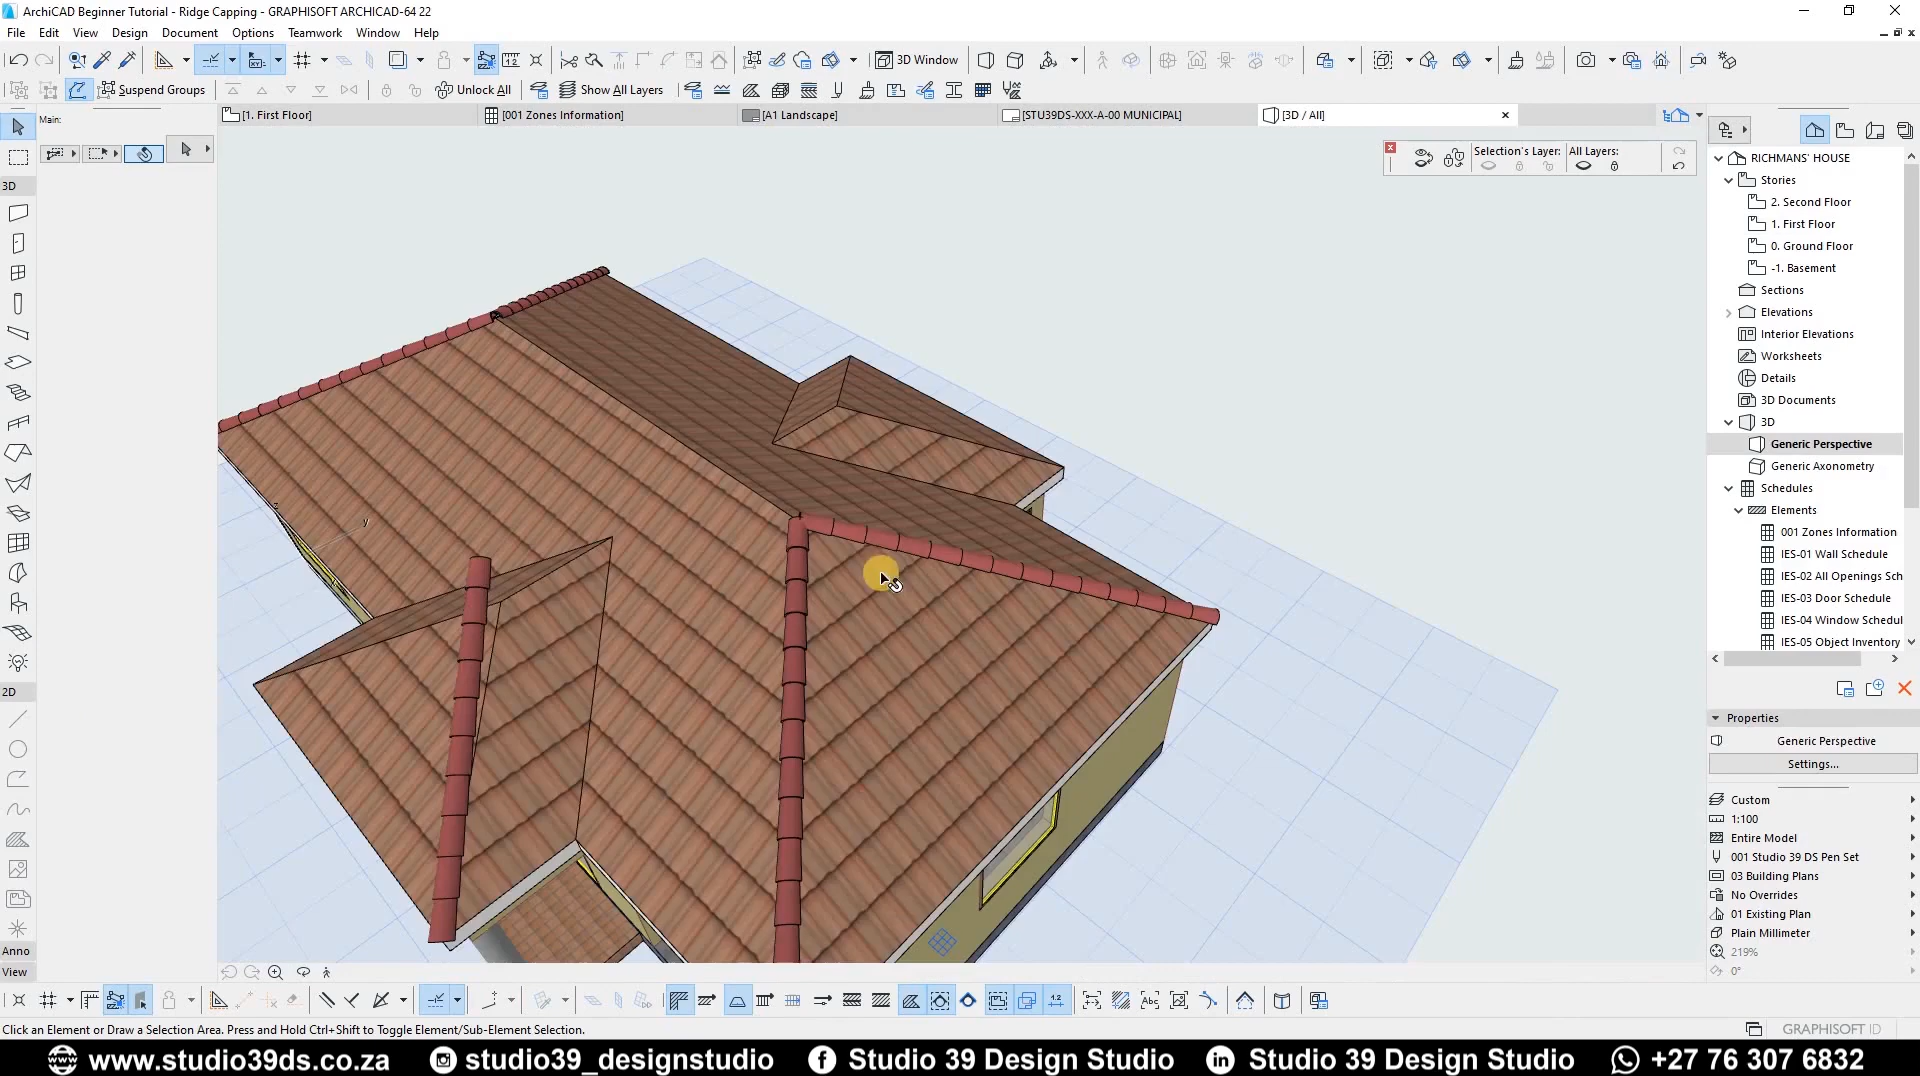 ArchiCAD Beginner Tutorial - Ridge Capping - GRAPHISOFT ARCHICAD-64 22
File Edit View Design Document Options Teamwork Window Help
3D Window
Suspend Groups Unlock All Show All Layers
[1. First Floor] [001 Zones Information] [A1 Landscape] [STU39DS-XXX-A-00 MUNICIPAL] [3D / All]
Main:
Selection's Layer: All Layers:
3D
2D
Anno
View
RICHMANS' HOUSE
Stories
2. Second Floor
1. First Floor
0. Ground Floor
-1. Basement
Sections
Elevations
Interior Elevations
Worksheets
Details
3D Documents
3D
Generic Perspective
Generic Axonometry
Schedules
Elements
001 Zones Information
IES-01 Wall Schedule
IES-02 All Openings Sch
IES-03 Door Schedule
IES-04 Window Schedul
IES-05 Object Inventory
Properties
Generic Perspective
Settings...
Custom
1:100
Entire Model
001 Studio 39 DS Pen Set
03 Building Plans
No Overrides
01 Existing Plan
Plain Millimeter
219%
0°
y
z
Click an Element or Draw a Selection Area. Press and Hold Ctrl+Shift to Toggle Element/Sub-Element Selection.
GRAPHISOFT ID
www.studio39ds.co.za studio39_designstudio Studio 39 Design Studio Studio 39 Design Studio +27 76 307 6832